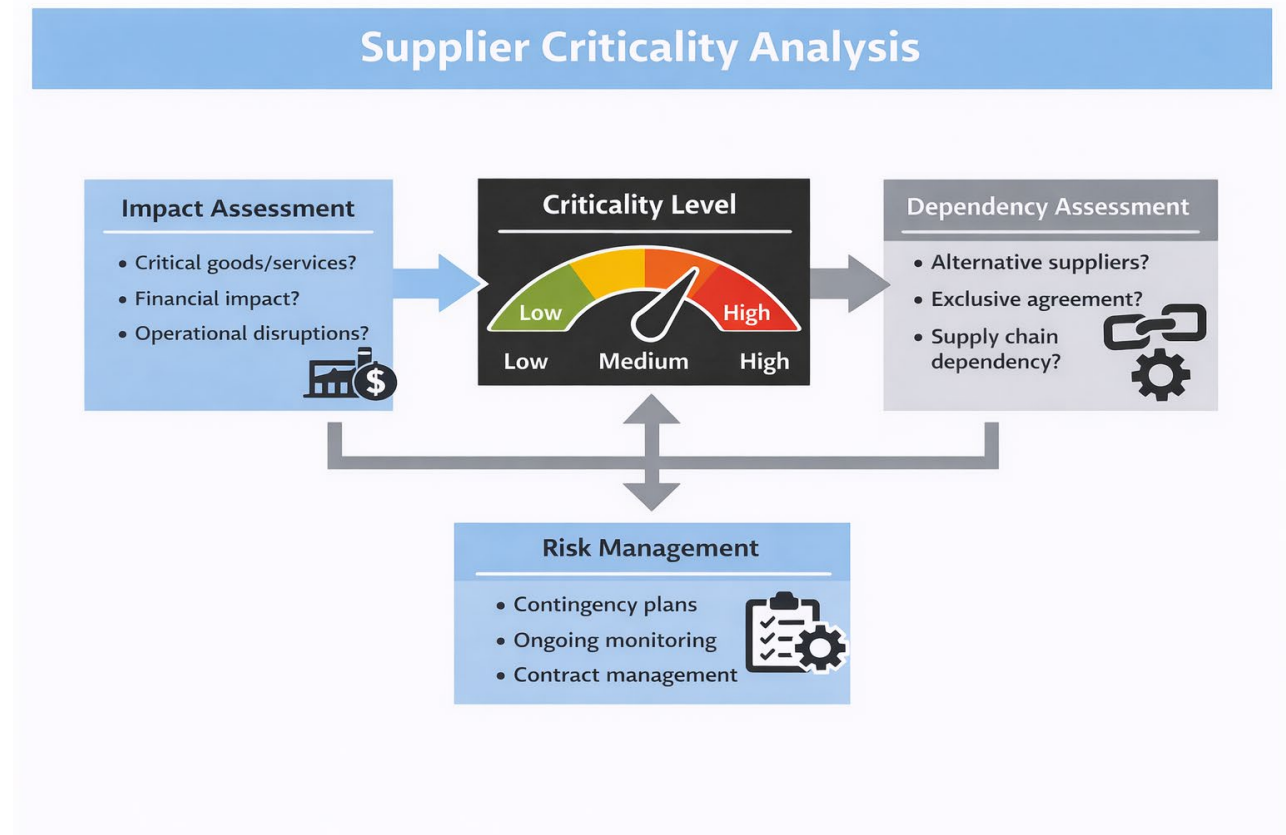 Supplier Criticality Analysis
Impact Assessment
• Critical goods/services?
• Financial impact?
• Operational disruptions?
$
Criticality Level
Low
High
Low Medium High
Dependency Assessment
• Alternative suppliers?
• Exclusive agreement?
• Supply chain
dependency?
Risk Management
• Contingency plans
• Ongoing monitoring
• Contract management